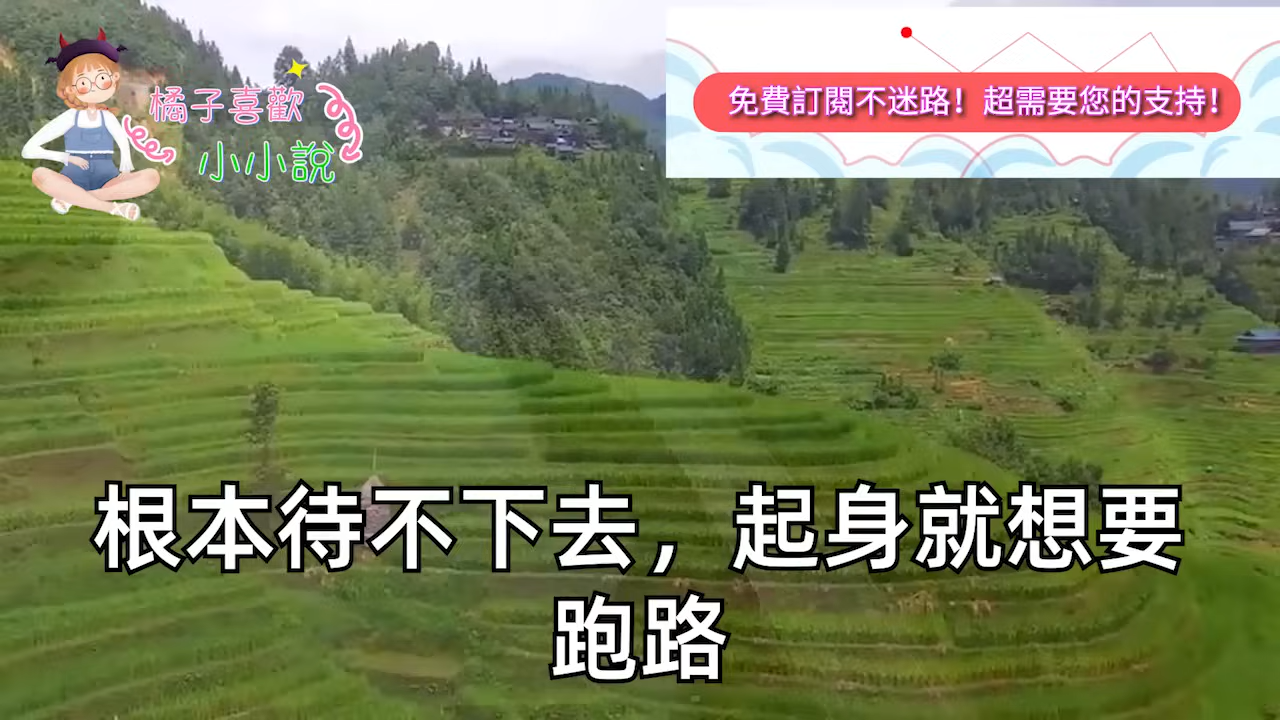 橘子喜歡
小小說
免費訂閱不迷路！超需要您的支持！
根本待不下去，起身就想要
跑路